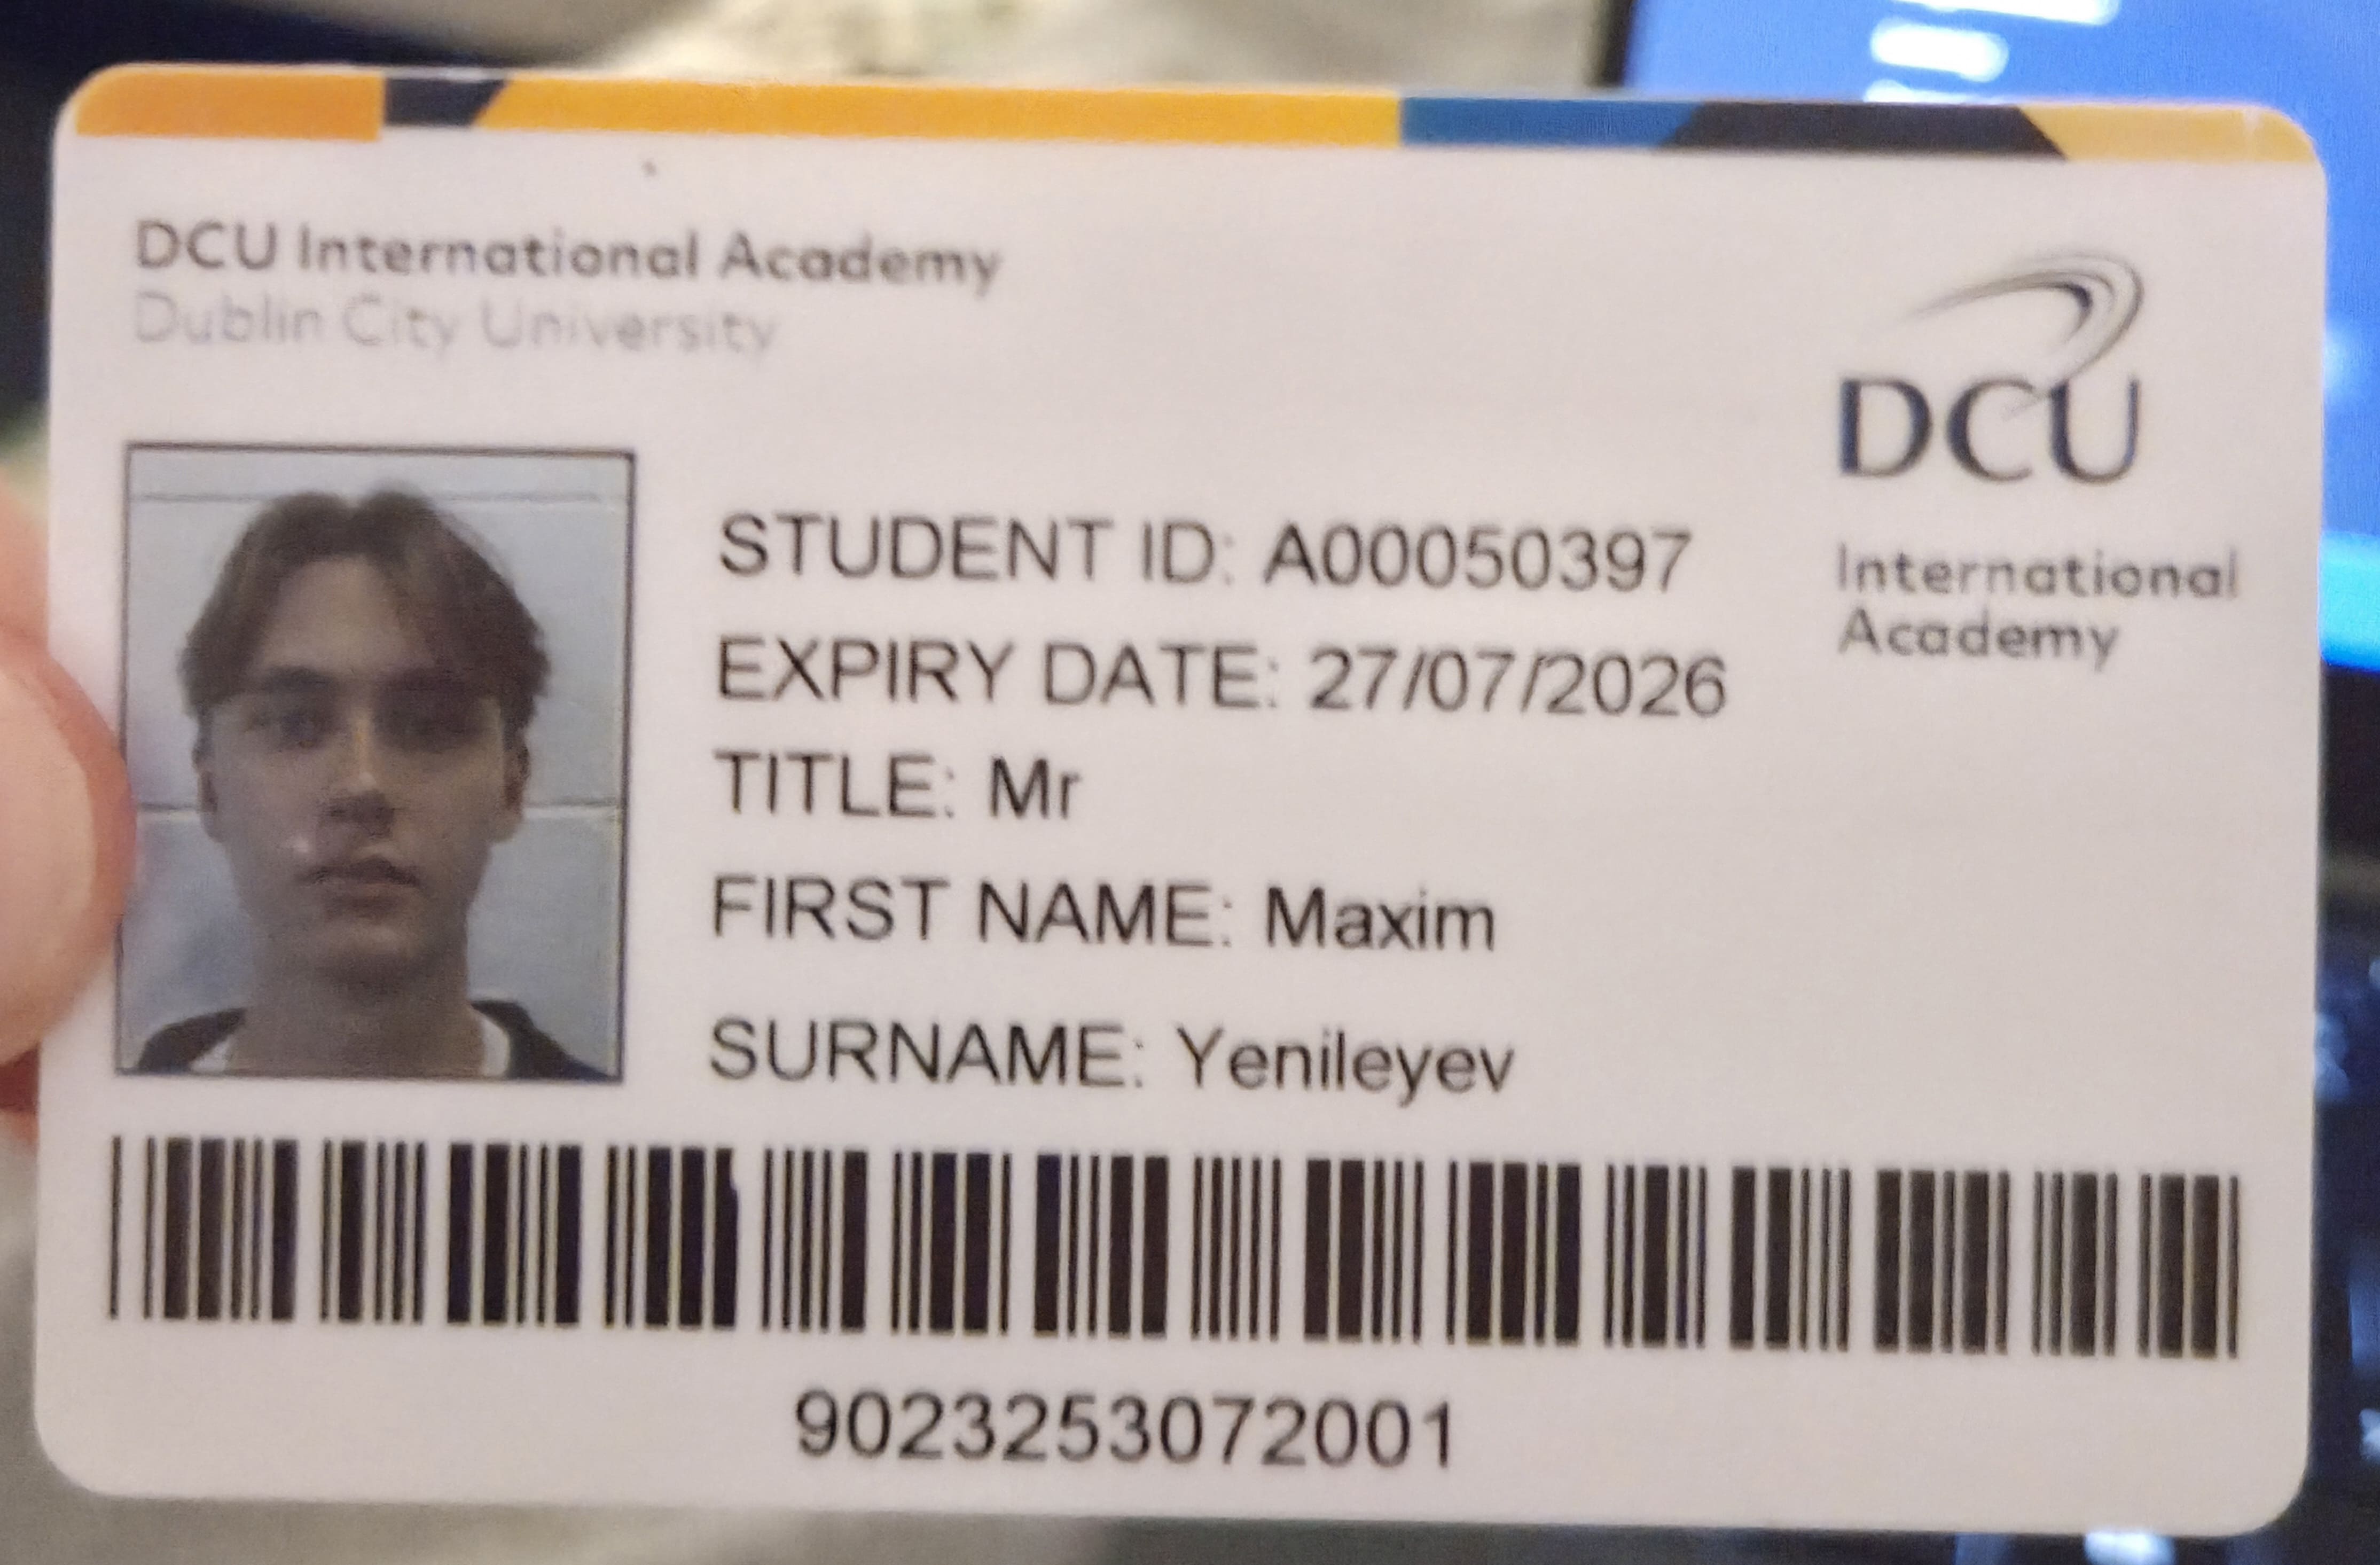 DCU International Academy
Dublin City University
DCU
International
Academy
STUDENT ID: A00050397
EXPIRY DATE: 27/07/2026
TITLE: Mr
FIRST NAME: Maxim
SURNAME: Yenileyev
9023253072001